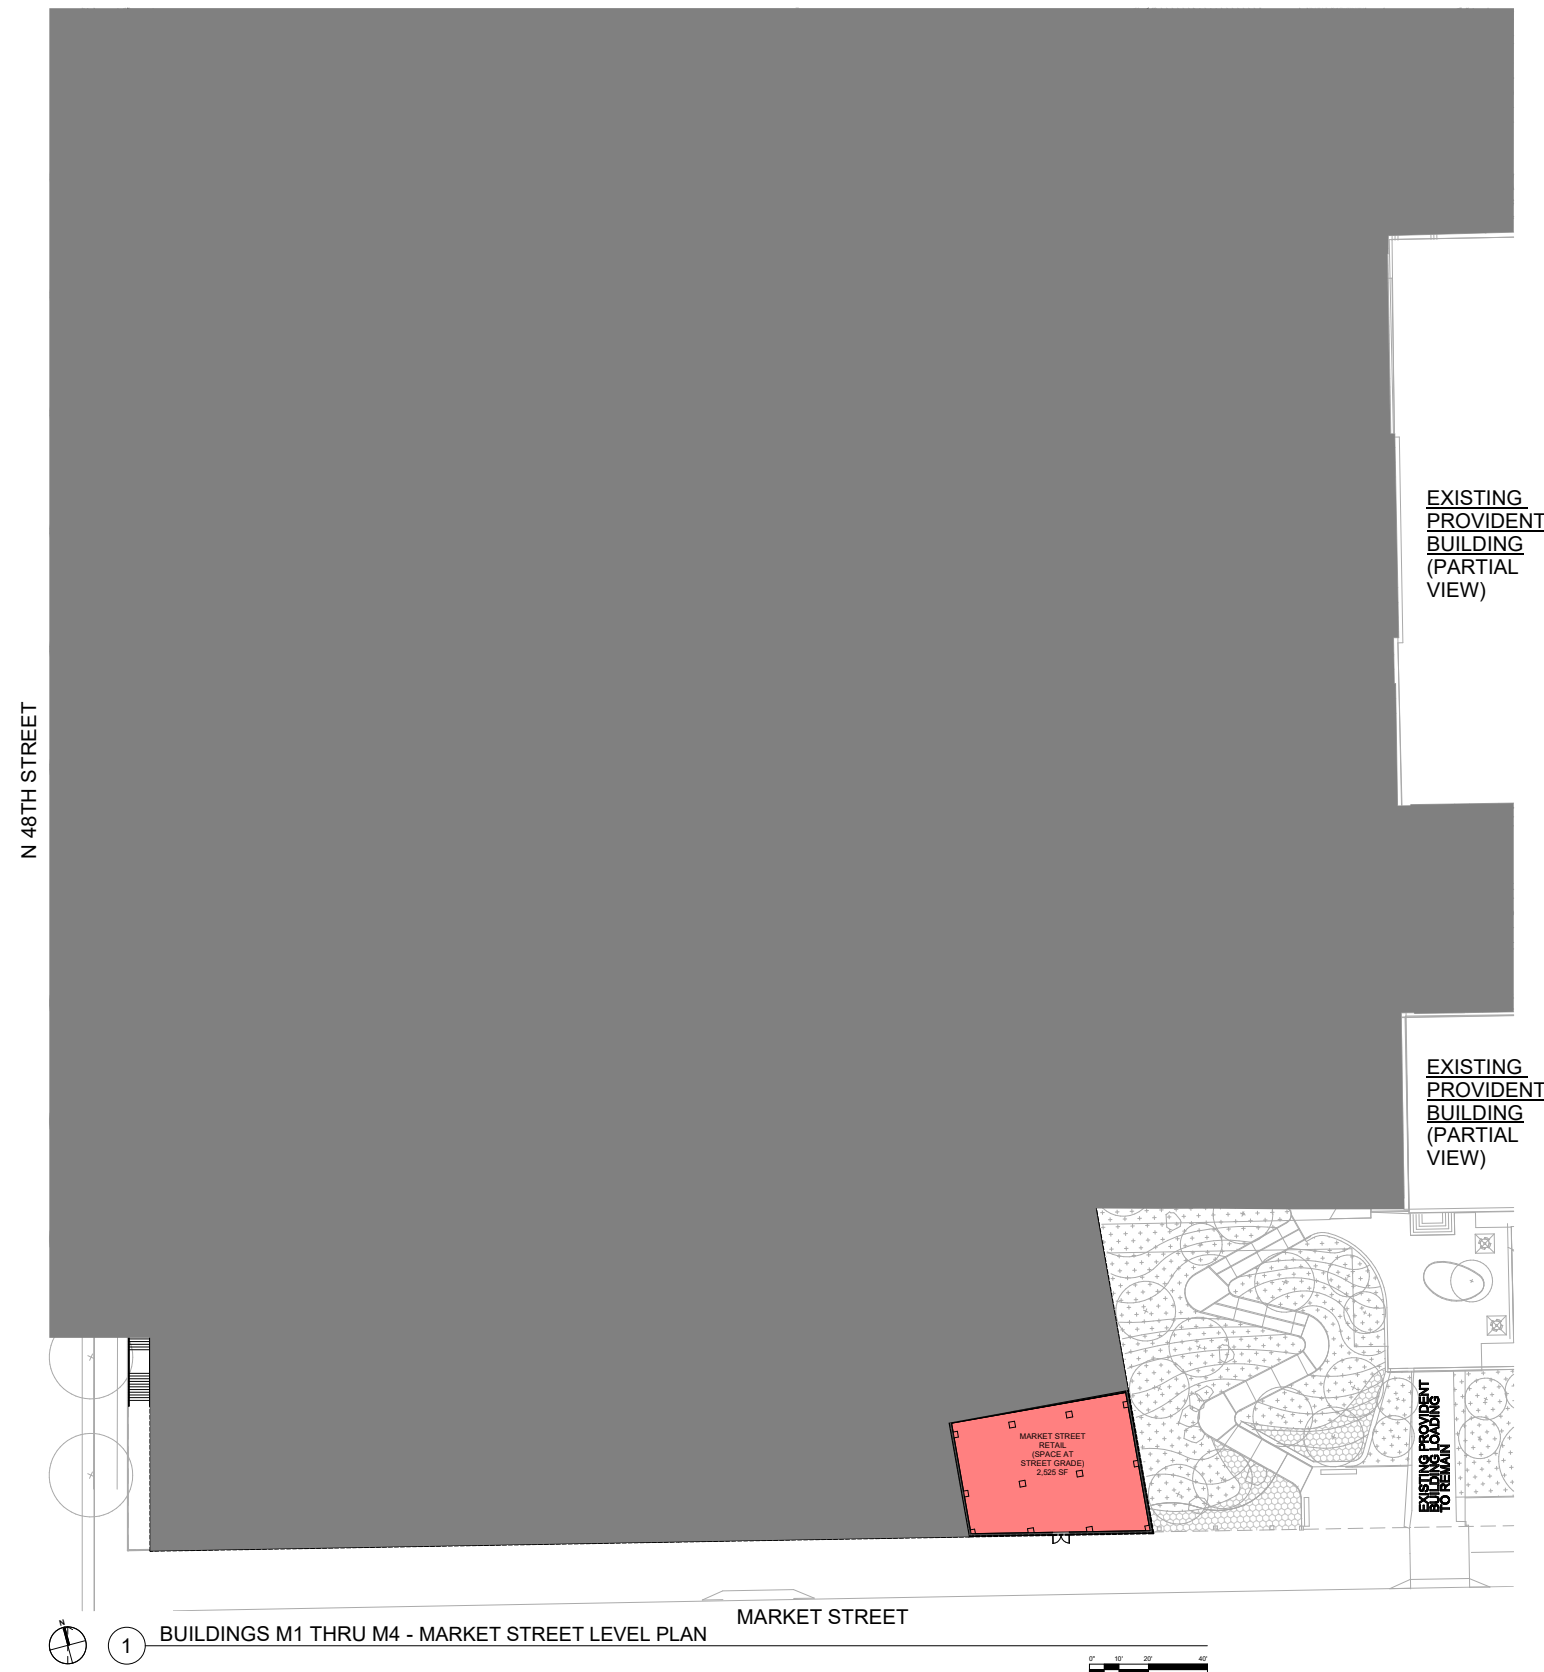 EXISTING
PROVIDENT
BUILDING
(PARTIAL
VIEW)
N 48TH STREET
EXISTING
PROVIDENT
BUILDING
(PARTIAL
VIEW)
MARKET STREET
RETAIL
(SPACE AT
STREET GRADE)
2,525 SF
EXISTING PROVIDENT
BUILDING LOADING
TO REMAIN
MARKET STREET
N
1
BUILDINGS M1 THRU M4 - MARKET STREET LEVEL PLAN
0" 10' 20' 40'